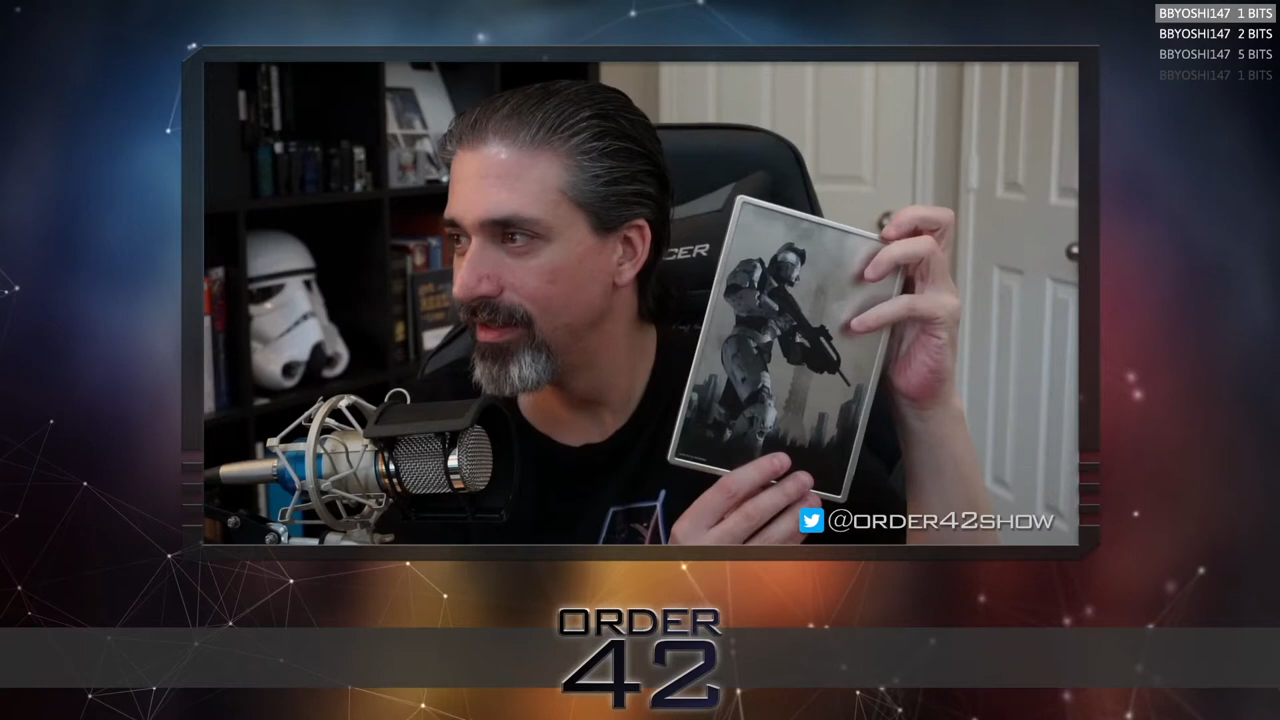 BBYOSHI147 1 BITS
BBYOSHI147 2 BITS
BBYOSHI147 5 BITS
BBYOSHI147 1 BITS
CER
@ORDER42SHOW
ORDER
42